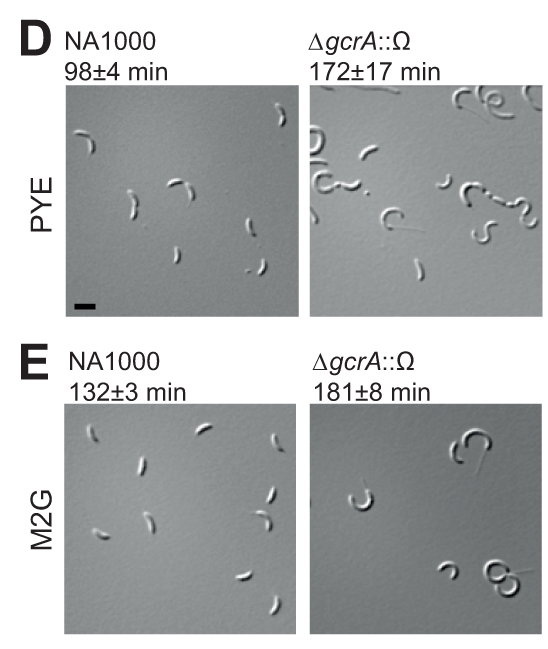 D
NA1000
98±4 min
ΔgcrA::Ω
172±17 min
PYE
E
NA1000
132±3 min
ΔgcrA::Ω
181±8 min
M2G